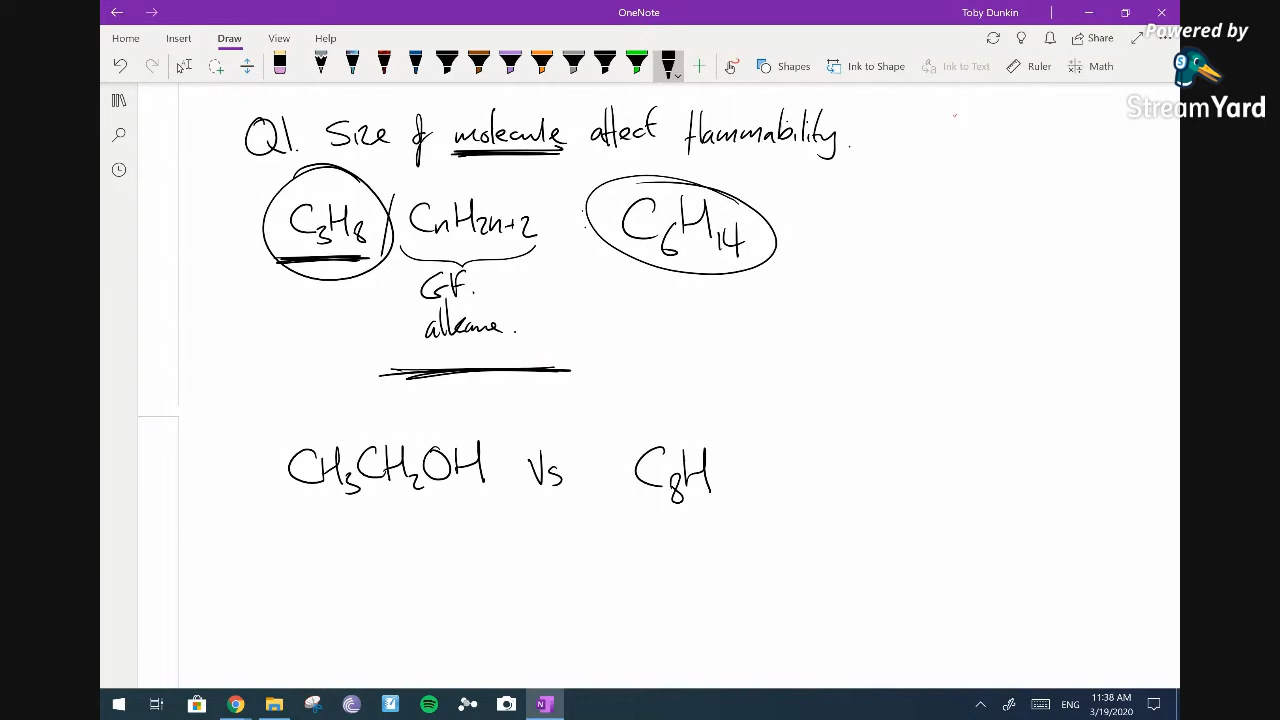 OneNote
Toby Dunkin
Powered by
StreamYard
Home Insert Draw View Help
Share
Shapes Ink to Shape Ink to Text Ruler Math
Q1. Size of molecule affect flammability.
C3H8 / CnH2n+2 C6H14
GF.
alkane.
CH3CH2OH Vs C8H
ENG
11:38 AM
3/19/2020